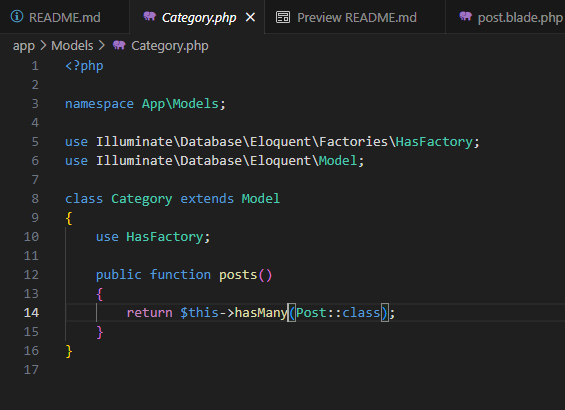 README.md Category.php Preview README.md post.blade.php
app > Models > Category.php
1 <?php
2
3 namespace App\Models;
4
5 use Illuminate\Database\Eloquent\Factories\HasFactory;
6 use Illuminate\Database\Eloquent\Model;
7
8 class Category extends Model
9 {
10 use HasFactory;
11
12 public function posts()
13 {
14 return $this->hasMany(Post::class);
15 }
16 }
17